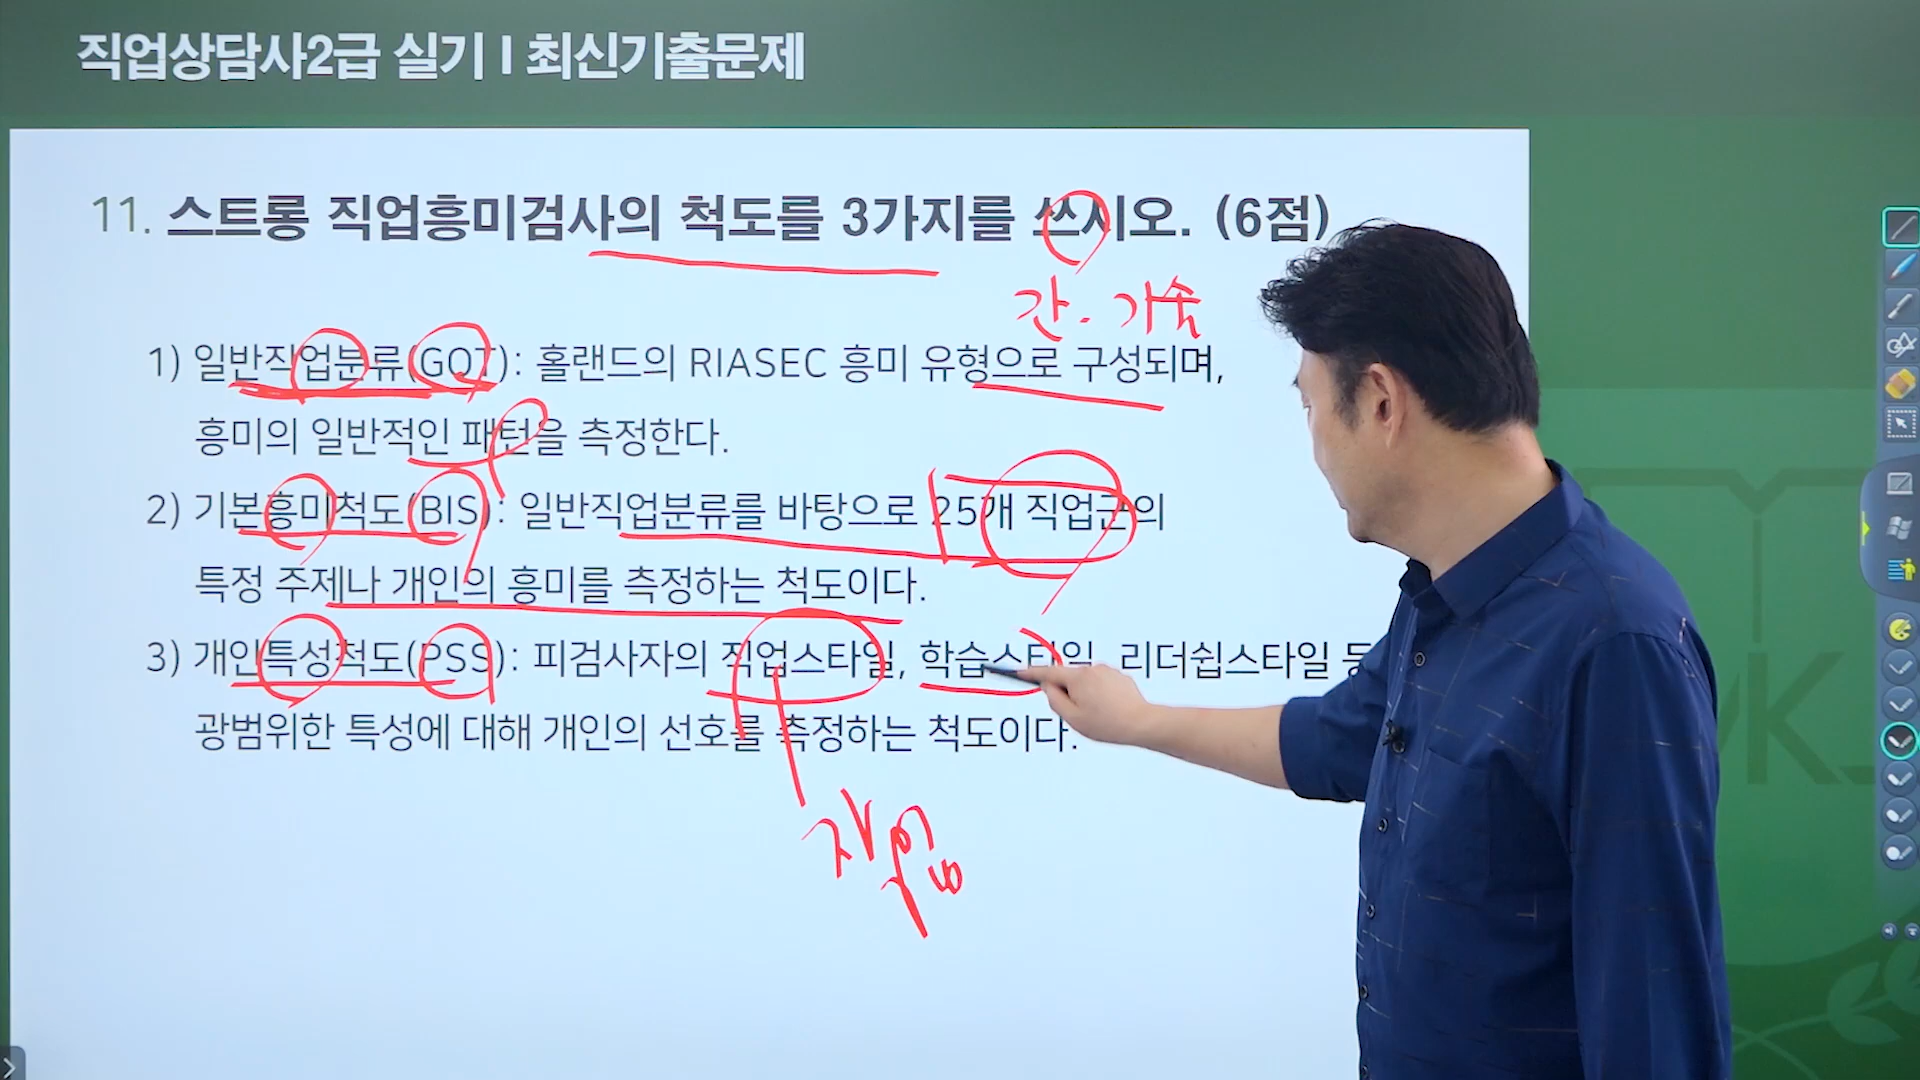 직업상담사2급 실기 I 최신기출문제
11. 스트롱 직업흥미검사의 척도를 3가지를 쓰시오. (6점)
1) 일반직업분류(GOT): 홀랜드의 RIASEC 흥미 유형으로 구성되며,
흥미의 일반적인 패턴을 측정한다.
2) 기본흥미척도(BIS): 일반직업분류를 바탕으로 25개 직업군의
특정 주제나 개인의 흥미를 측정하는 척도이다.
3) 개인특성척도(PSS): 피검사자의 직업스타일, 학습스타일, 리더쉽스타일 등
광범위한 특성에 대해 개인의 선호를 측정하는 척도이다.